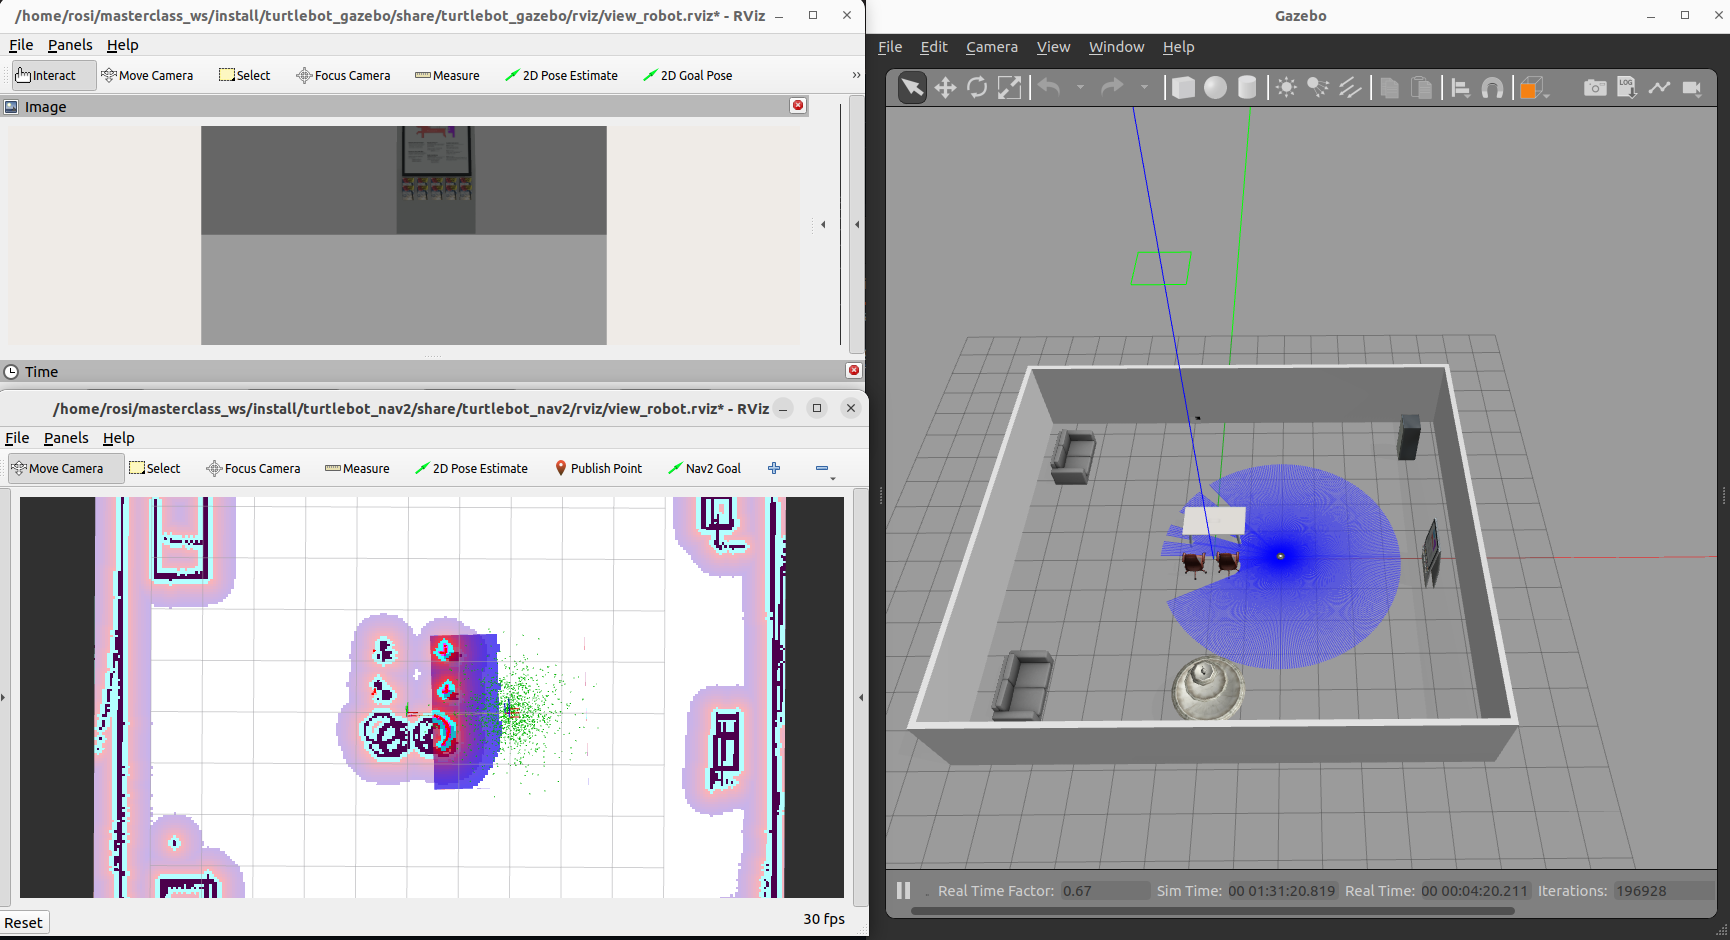 /home/rosi/masterclass_ws/install/turtlebot_gazebo/share/turtlebot_gazebo/rviz/view_robot.rviz* - RViz
File Panels Help
Interact Move Camera Select Focus Camera Measure 2D Pose Estimate 2D Goal Pose »
Image
Time
/home/rosi/masterclass_ws/install/turtlebot_nav2/share/turtlebot_nav2/rviz/view_robot.rviz* - RViz
File Panels Help
Move Camera Select Focus Camera Measure 2D Pose Estimate Publish Point Nav2 Goal
Reset 30 fps
Gazebo
File Edit Camera View Window Help
LOG
Real Time Factor: 0.67 Sim Time: 00 01:31:20.819 Real Time: 00 00:04:20.211 Iterations: 196928